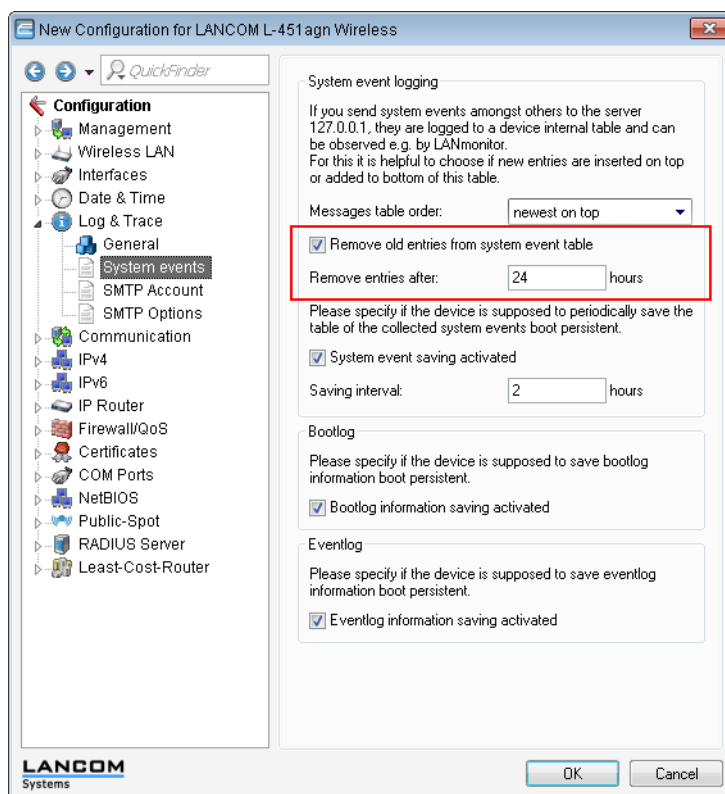 New Configuration for LANCOM L-451agn Wireless
QuickFinder
Configuration
Management
Wireless LAN
Interfaces
Date & Time
Log & Trace
General
System events
SMTP Account
SMTP Options
Communication
IPv4
IPv6
IP Router
Firewall/QoS
Certificates
COM Ports
NetBIOS
Public-Spot
RADIUS Server
Least-Cost-Router
System event logging
If you send system events amongst others to the server
127.0.0.1, they are logged to a device internal table and can
be observed e.g. by LANmonitor.
For this it is helpful to choose if new entries are inserted on top
or added to bottom of this table.
Messages table order: newest on top
Remove old entries from system event table
Remove entries after: 24 hours
Please specify if the device is supposed to periodically save the
table of the collected system events boot persistent.
System event saving activated
Saving interval: 2 hours
Bootlog
Please specify if the device is supposed to save bootlog
information boot persistent.
Bootlog information saving activated
Eventlog
Please specify if the device is supposed to save eventlog
information boot persistent.
Eventlog information saving activated
LANCOM
Systems
OK Cancel